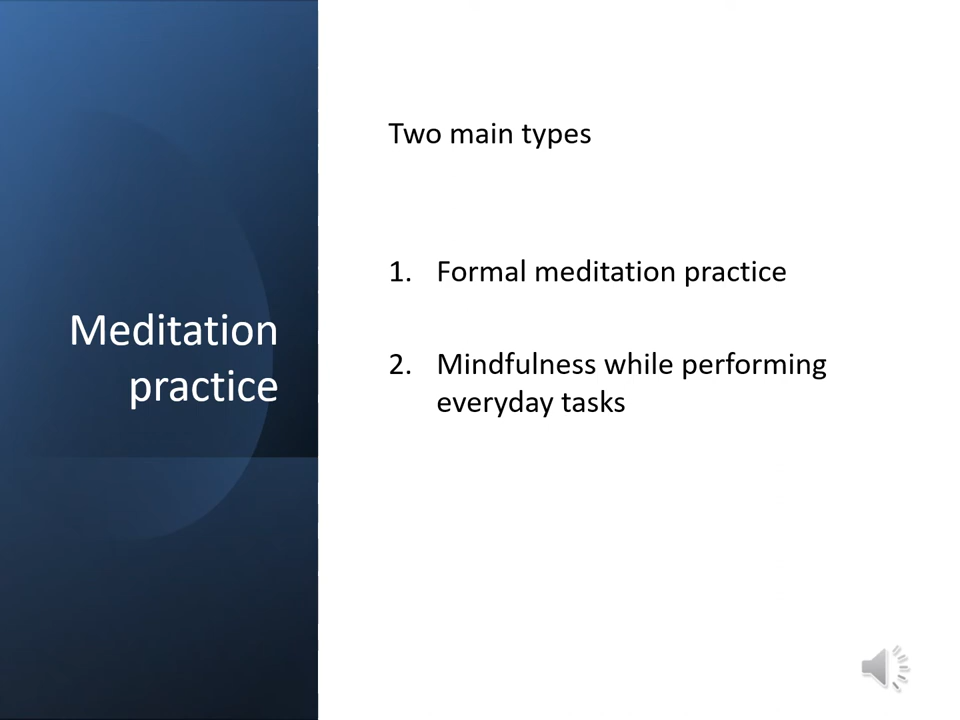 Meditation
practice
Two main types
1. Formal meditation practice
2. Mindfulness while performing
everyday tasks